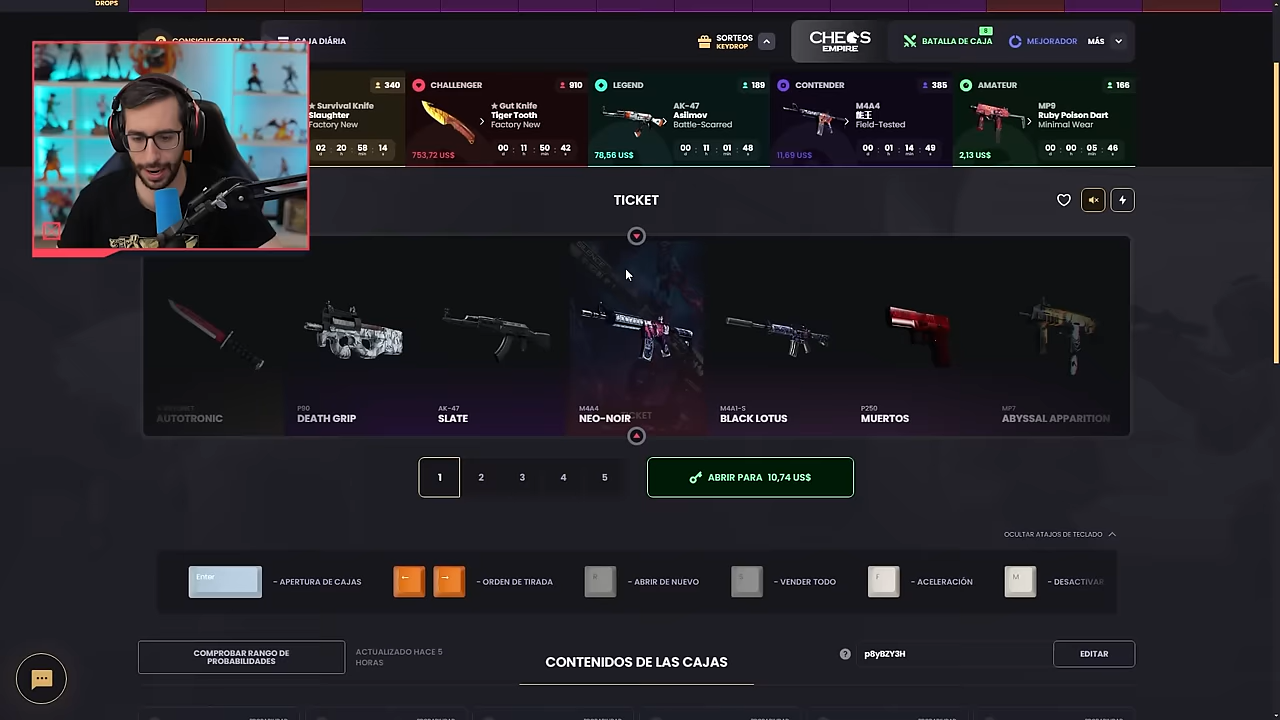 DROPS
CONSIGUE GRATIS
CAJA DIÁRIA
SORTEOS
KEYDROP
CHEOS
EMPIRE
8
BATALLA DE CAJA
MEJORADOR
MÁS
340
★ Survival Knife
Slaughter
Factory New
02 20 58 14
CHALLENGER
910
★ Gut Knife
Tiger Tooth
Factory New
753,72 US$
00 11 50 42
LEGEND
189
AK-47
Asiimov
Battle-Scarred
78,56 US$
00 11 01 48
CONTENDER
385
M4A4
龍王
Field-Tested
11,69 US$
00 01 14 49
AMATEUR
166
MP9
Ruby Poison Dart
Minimal Wear
2,13 US$
00 00 05 46
TICKET
AUTOTRONIC
P90
DEATH GRIP
AK-47
SLATE
M4A4
NEO-NOIR
TICKET
M4A1-S
BLACK LOTUS
P250
MUERTOS
MP7
ABYSSAL APPARITION
1
2
3
4
5
ABRIR PARA 10,74 US$
OCULTAR ATAJOS DE TECLADO
Enter
- APERTURA DE CAJAS
← →
- ORDEN DE TIRADA
R
- ABRIR DE NUEVO
S
- VENDER TODO
F
- ACELERACIÓN
M
- DESACTIVAR
COMPROBAR RANGO DE
PROBABILIDADES
ACTUALIZADO HACE 5
HORAS
CONTENIDOS DE LAS CAJAS
?
p8yBZY3H
EDITAR